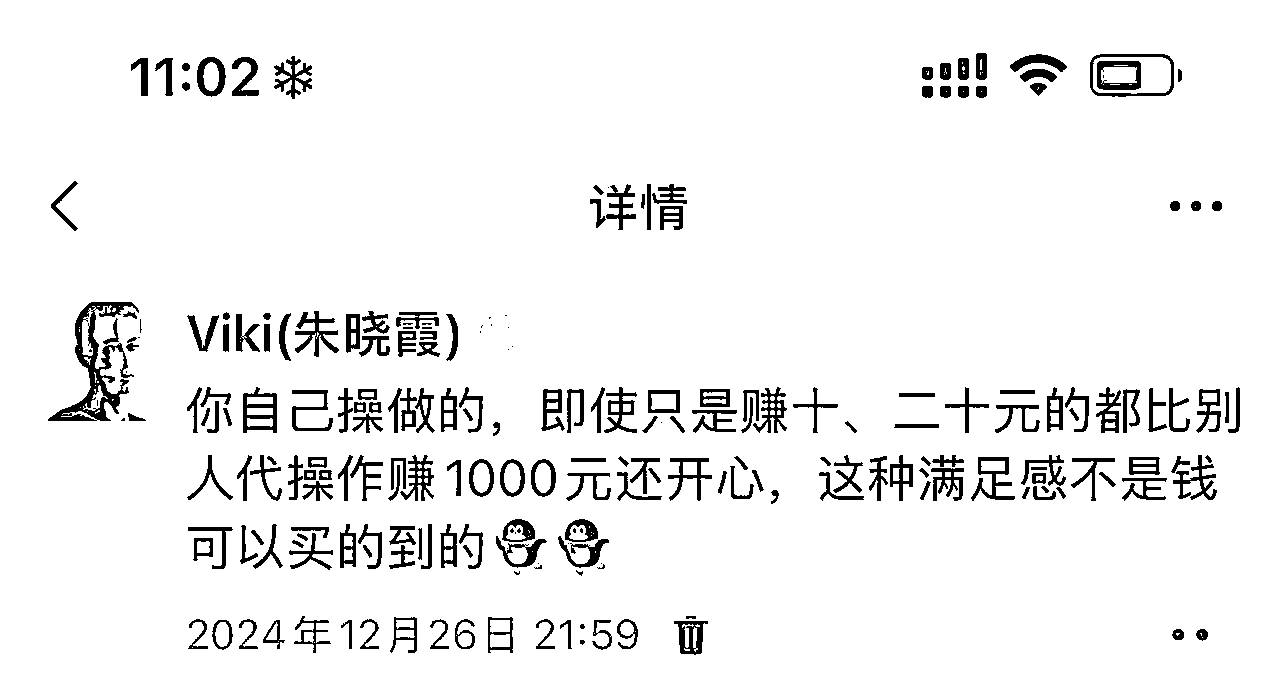 11:02
详情
Viki(朱晓霞)
你自己操做的，即使只是赚十、二十元的都比别
人代操作赚1000元还开心，这种满足感不是钱
可以买的到的
2024年12月26日 21:59